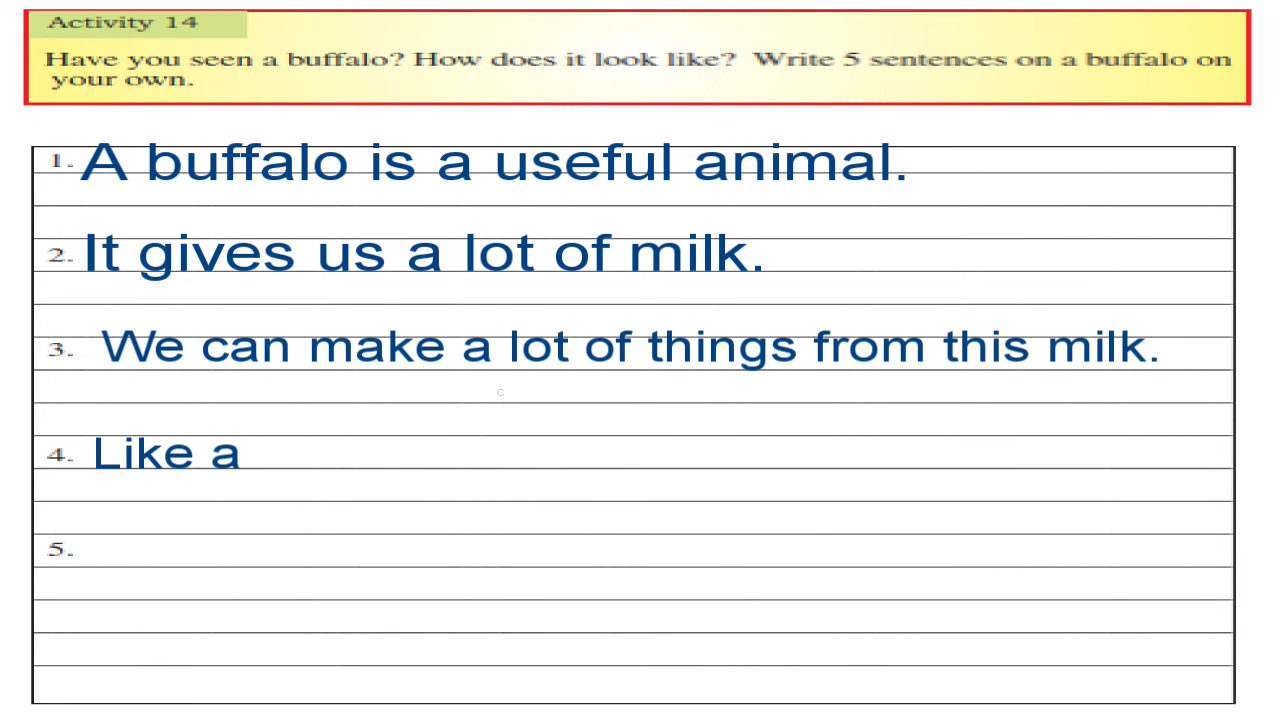 Activity 14
Have you seen a buffalo? How does it look like? Write 5 sentences on a buffalo on
your own.
1. A buffalo is a useful animal.
2. It gives us a lot of milk.
3. We can make a lot of things from this milk.
c
4. Like a
5.